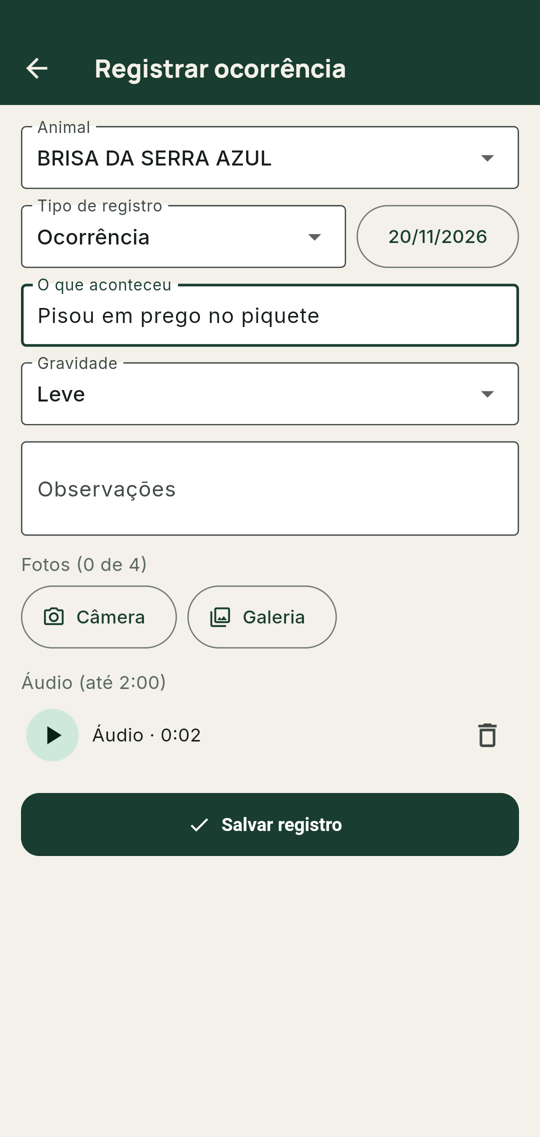 Registrar ocorrência
Animal
BRISA DA SERRA AZUL
Tipo de registro
Ocorrência
20/11/2026
O que aconteceu
Pisou em prego no piquete
Gravidade
Leve
Observações
Fotos (0 de 4)
Câmera
Galeria
Áudio (até 2:00)
Áudio · 0:02
Salvar registro